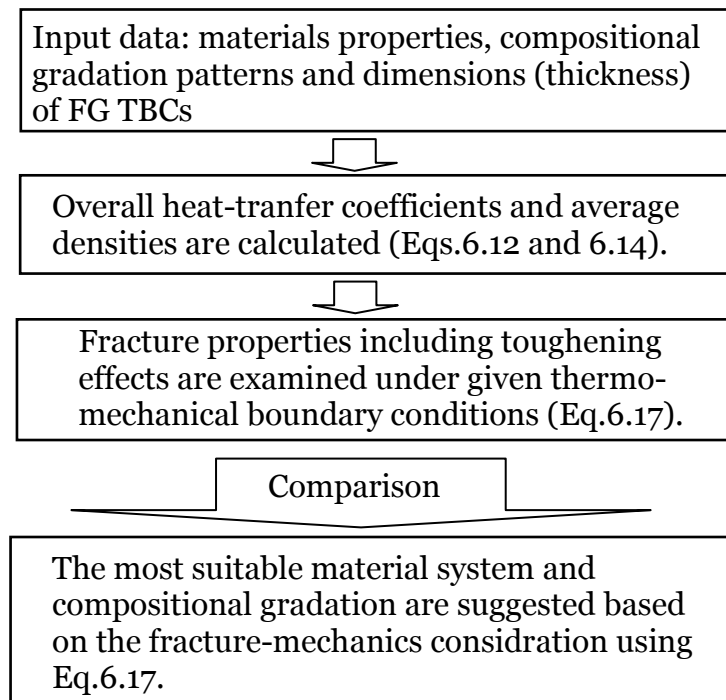 Input data: materials properties, compositional
gradation patterns and dimensions (thickness)
of FG TBCs
Overall heat-tranfer coefficients and average
densities are calculated (Eqs.6.12 and 6.14).
Fracture properties including toughening
effects are examined under given thermo-
mechanical boundary conditions (Eq.6.17).
Comparison
The most suitable material system and
compositional gradation are suggested based
on the fracture-mechanics considration using
Eq.6.17.